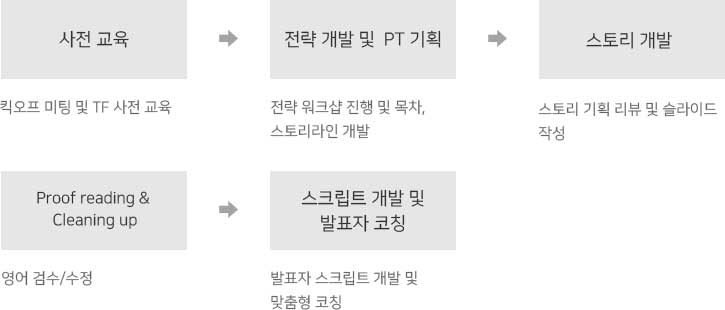 사전 교육
전략 개발 및 PT 기획
스토리 개발
킥오프 미팅 및 TF 사전 교육
전략 워크샵 진행 및 목차,
스토리라인 개발
스토리 기획 리뷰 및 슬라이드
작성
Proof reading &
Cleaning up
스크립트 개발 및
발표자 코칭
영어 검수/수정
발표자 스크립트 개발 및
맞춤형 코칭